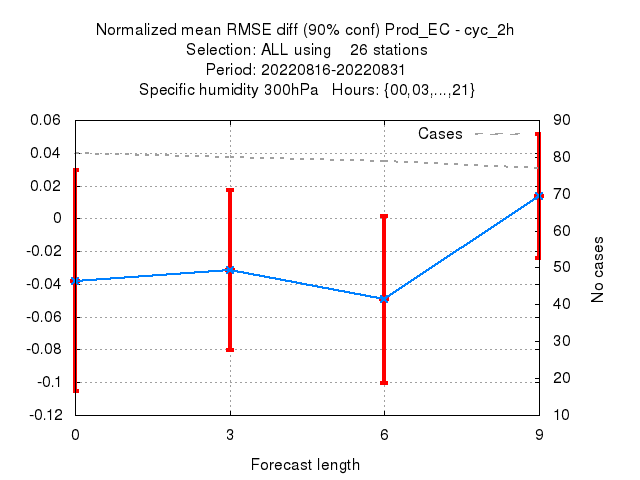 Normalized mean RMSE diff (90% conf) Prod_EC - cyc_2h
Selection: ALL using    26 stations
Period: 20220816-20220831
Specific humidity 300hPa   Hours: {00,03,...,21}
Cases
0.06
0.04
0.02
0
-0.02
-0.04
-0.06
-0.08
-0.1
-0.12
90
80
70
60
50
40
30
20
10
No cases
0 3 6 9
Forecast length